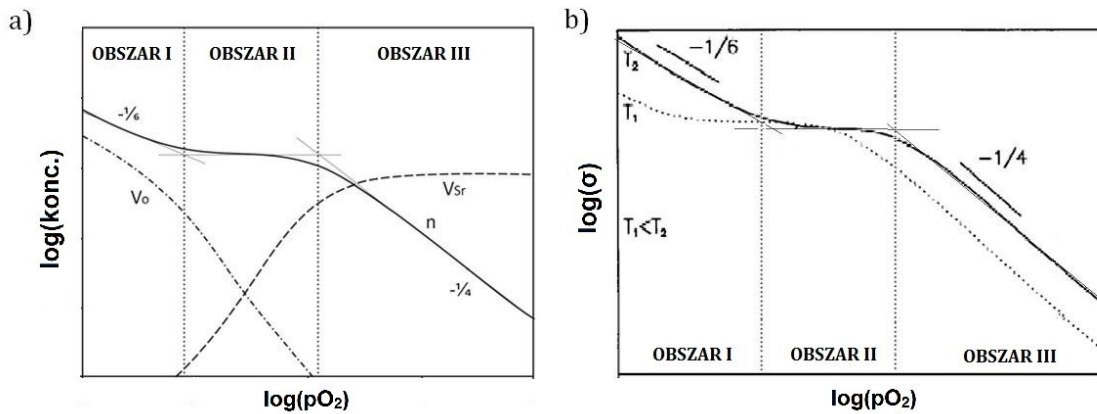 a)
OBSZAR I
OBSZAR II
OBSZAR III
-⅙
Vo
VSr
n
-¼
log(konc.)
log(pO₂)
b)
-1/6
T₂
T₁
-1/4
T₁<T₂
log(σ)
OBSZAR I
OBSZAR II
OBSZAR III
log(pO₂)